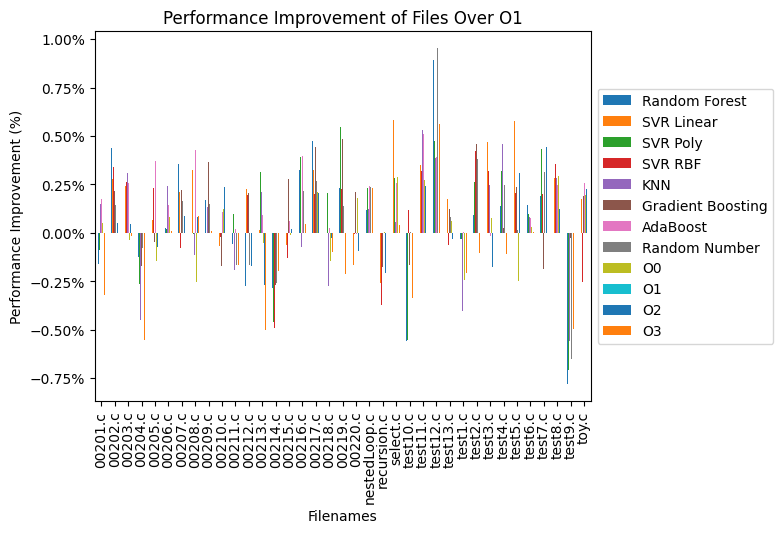 Performance Improvement of Files Over O1
Performance Improvement (%)
1.00%
0.75%
0.50%
0.25%
0.00%
−0.25%
−0.50%
−0.75%
00201.c
00202.c
00203.c
00204.c
00205.c
00206.c
00207.c
00208.c
00209.c
00210.c
00211.c
00212.c
00213.c
00214.c
00215.c
00216.c
00217.c
00218.c
00219.c
00220.c
nestedLoop.c
recursion.c
select.c
test10.c
test11.c
test12.c
test13.c
test1.c
test2.c
test3.c
test4.c
test5.c
test6.c
test7.c
test8.c
test9.c
toy.c
Filenames
Random Forest
SVR Linear
SVR Poly
SVR RBF
KNN
Gradient Boosting
AdaBoost
Random Number
O0
O1
O2
O3